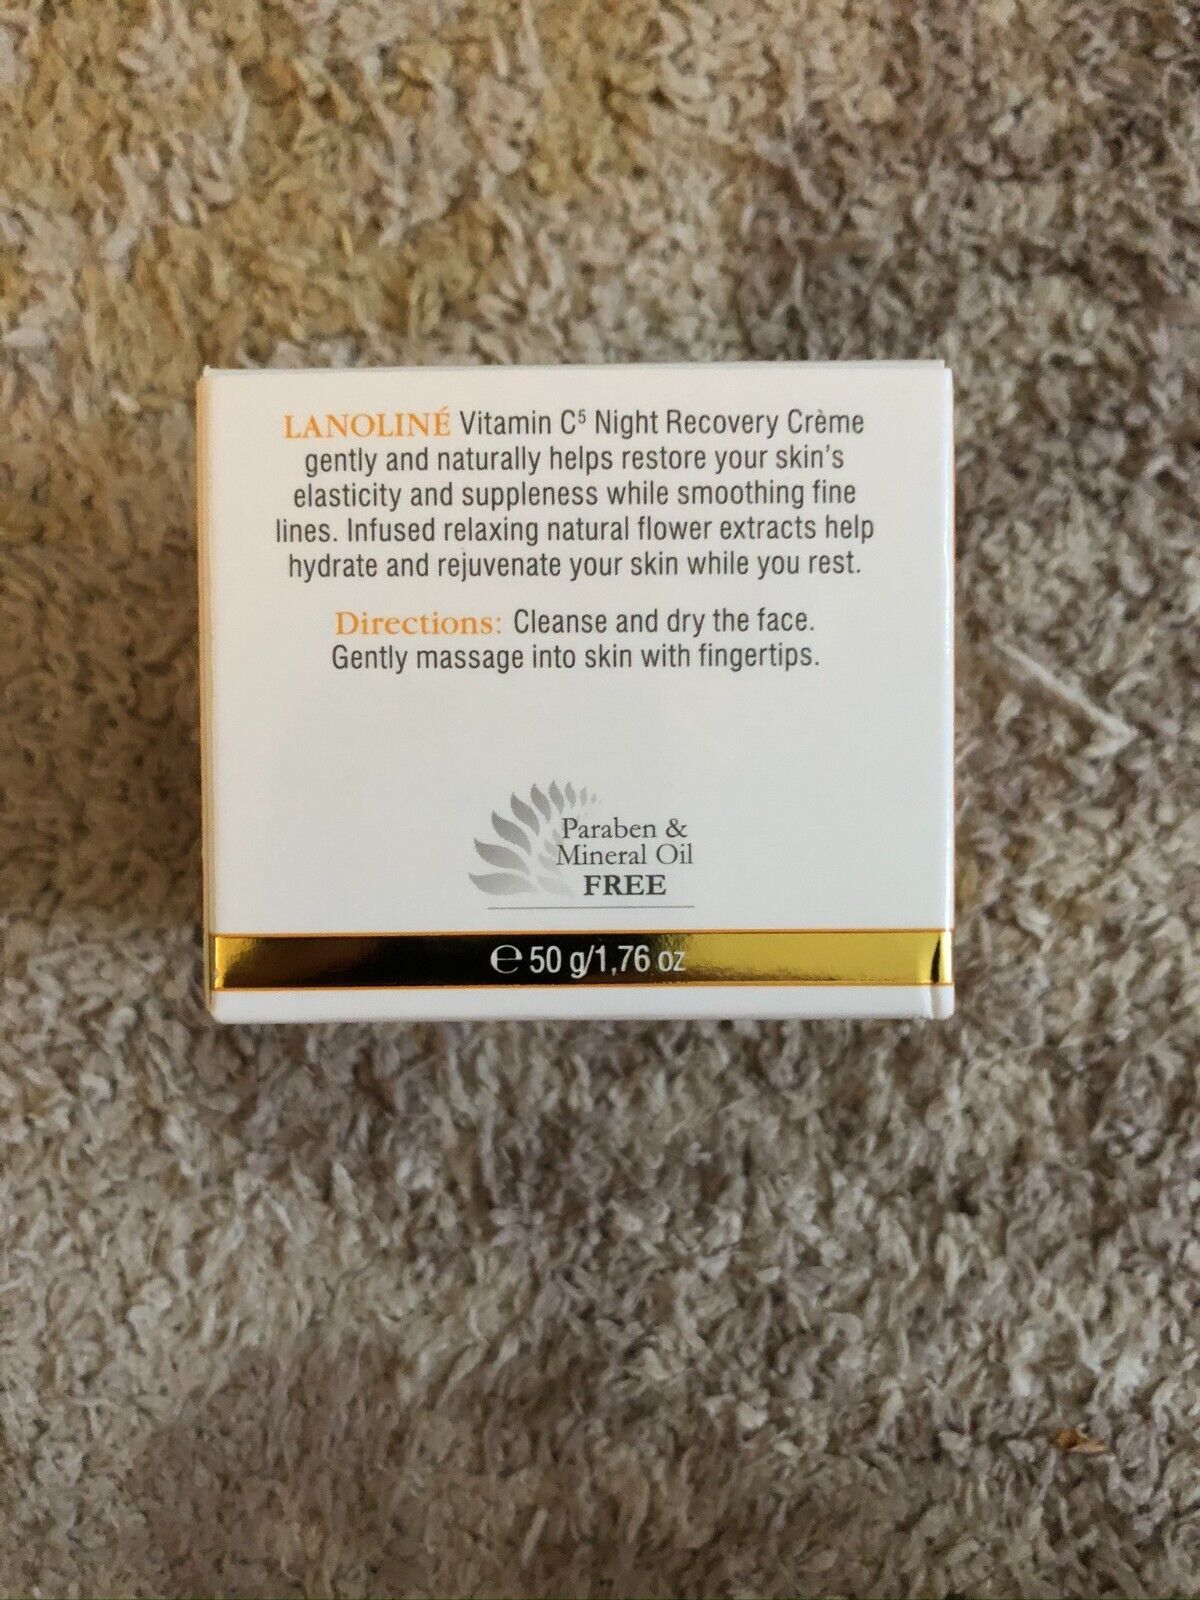 LANOLINÉ Vitamin C⁵ Night Recovery Crème
gently and naturally helps restore your skin's
elasticity and suppleness while smoothing fine
lines. Infused relaxing natural flower extracts help
hydrate and rejuvenate your skin while you rest.
Directions: Cleanse and dry the face.
Gently massage into skin with fingertips.
Paraben &
Mineral Oil
FREE
℮ 50 g/1,76 oz